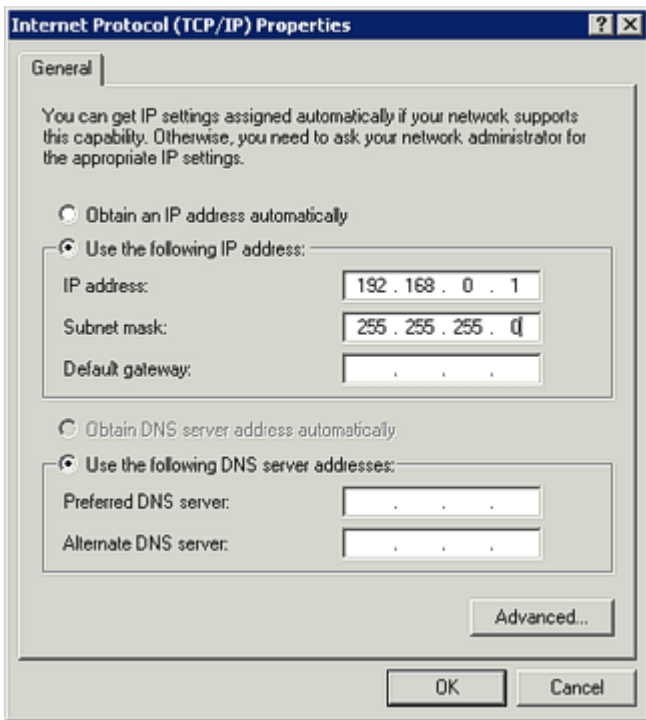 Internet Protocol (TCP/IP) Properties
General
You can get IP settings assigned automatically if your network supports
this capability. Otherwise, you need to ask your network administrator for
the appropriate IP settings.
Obtain an IP address automatically
Use the following IP address:
IP address: 192 . 168 . 0 . 1
Subnet mask: 255 . 255 . 255 . 0
Default gateway: . . .
Obtain DNS server address automatically
Use the following DNS server addresses:
Preferred DNS server: . . .
Alternate DNS server: . . .
Advanced...
OK Cancel